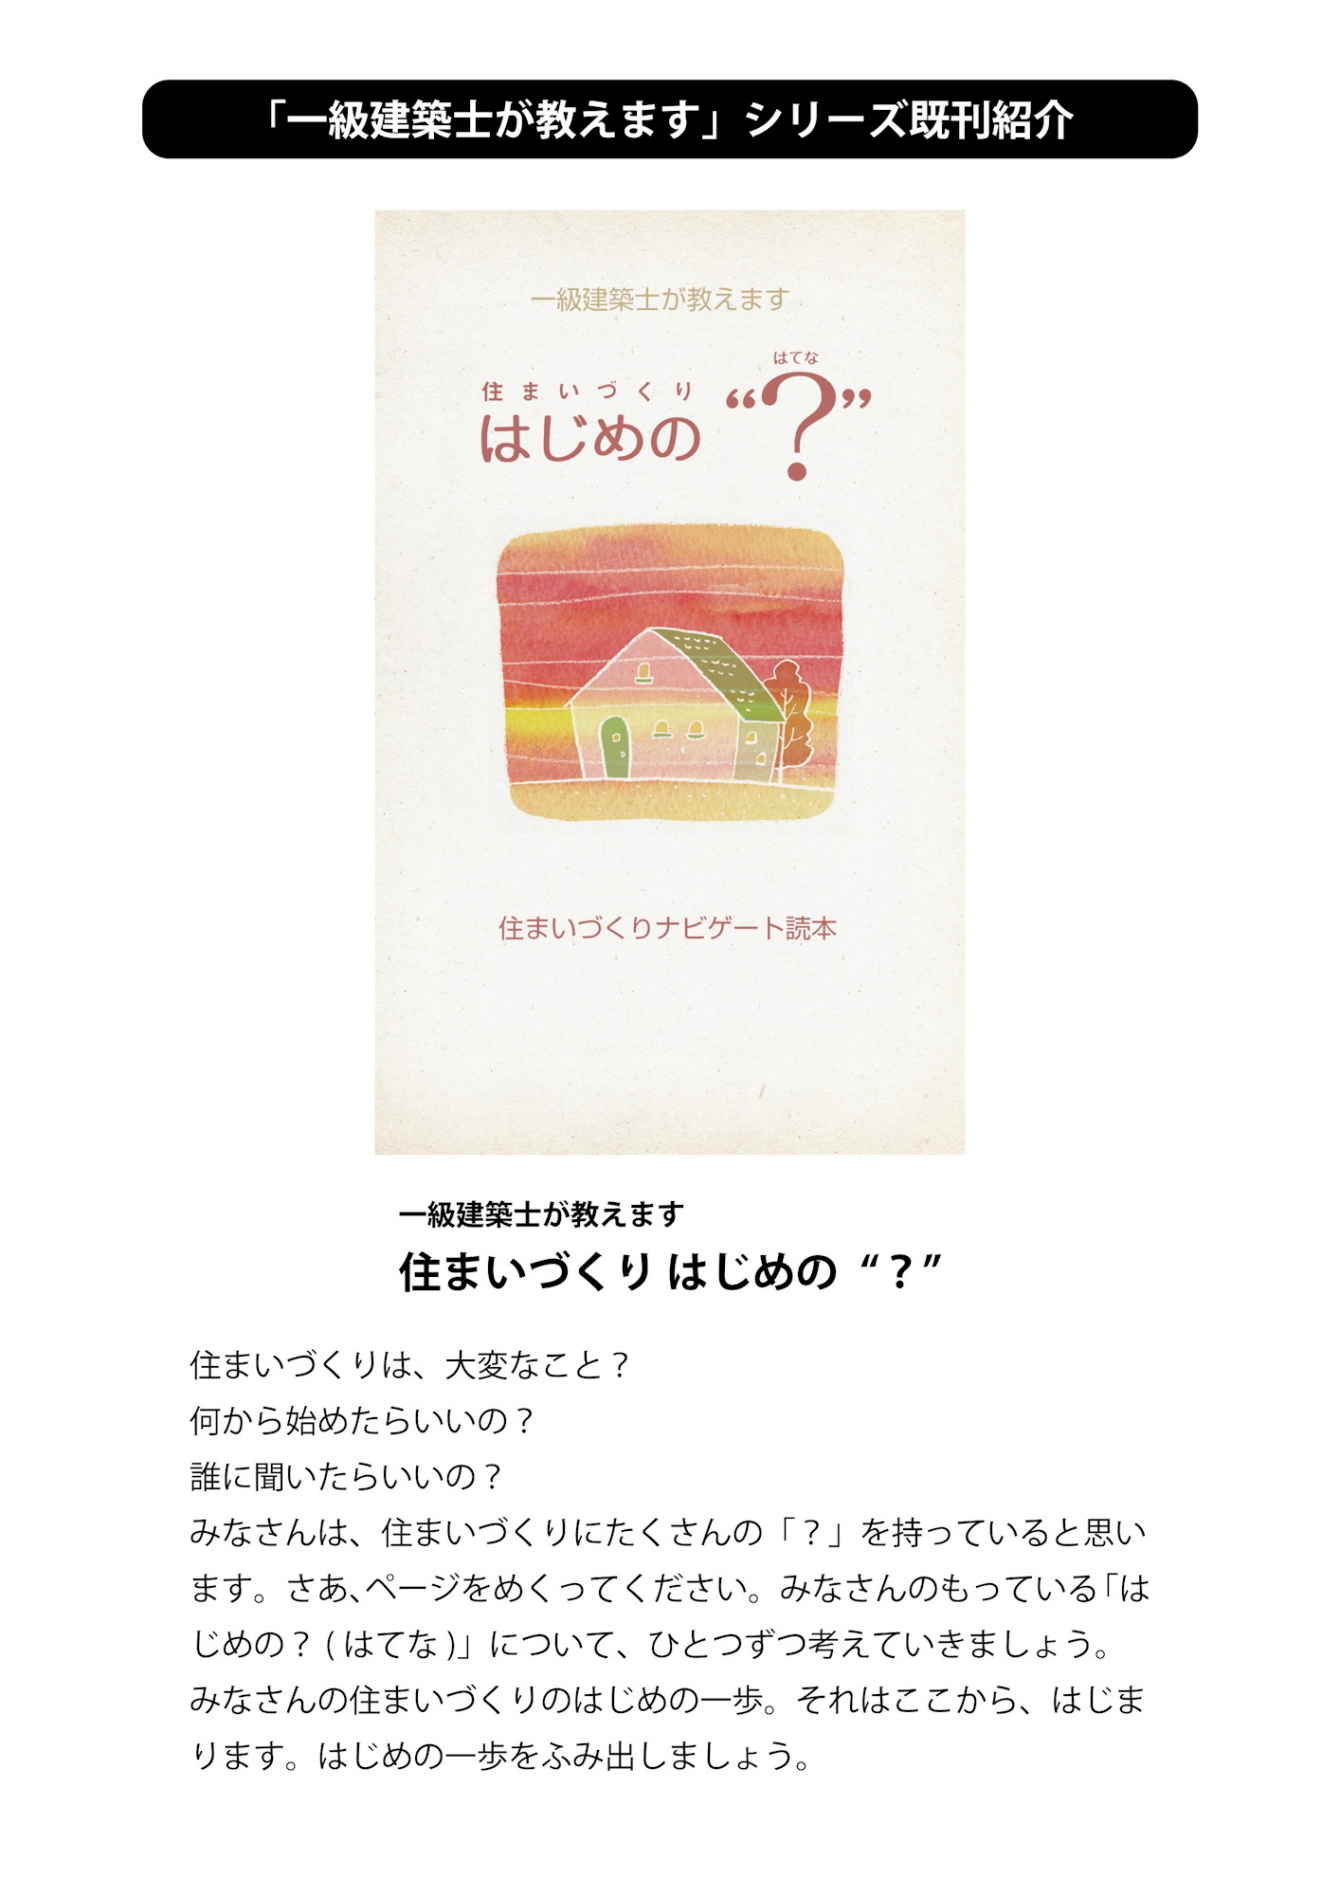 「一級建築士が教えます」シリーズ既刊紹介
一級建築士が教えます
はてな
住まいづくり
はじめの “?”
住まいづくりナビゲート読本
一級建築士が教えます
住まいづくり はじめの “？”
住まいづくりは、大変なこと？
何から始めたらいいの？
誰に聞いたらいいの？
みなさんは、住まいづくりにたくさんの「？」を持っていると思い
ます。さあ、ページをめくってください。みなさんのもっている「は
じめの？ ( はてな )」について、ひとつずつ考えていきましょう。
みなさんの住まいづくりのはじめの一歩。それはここから、はじま
ります。はじめの一歩をふみ出しましょう。